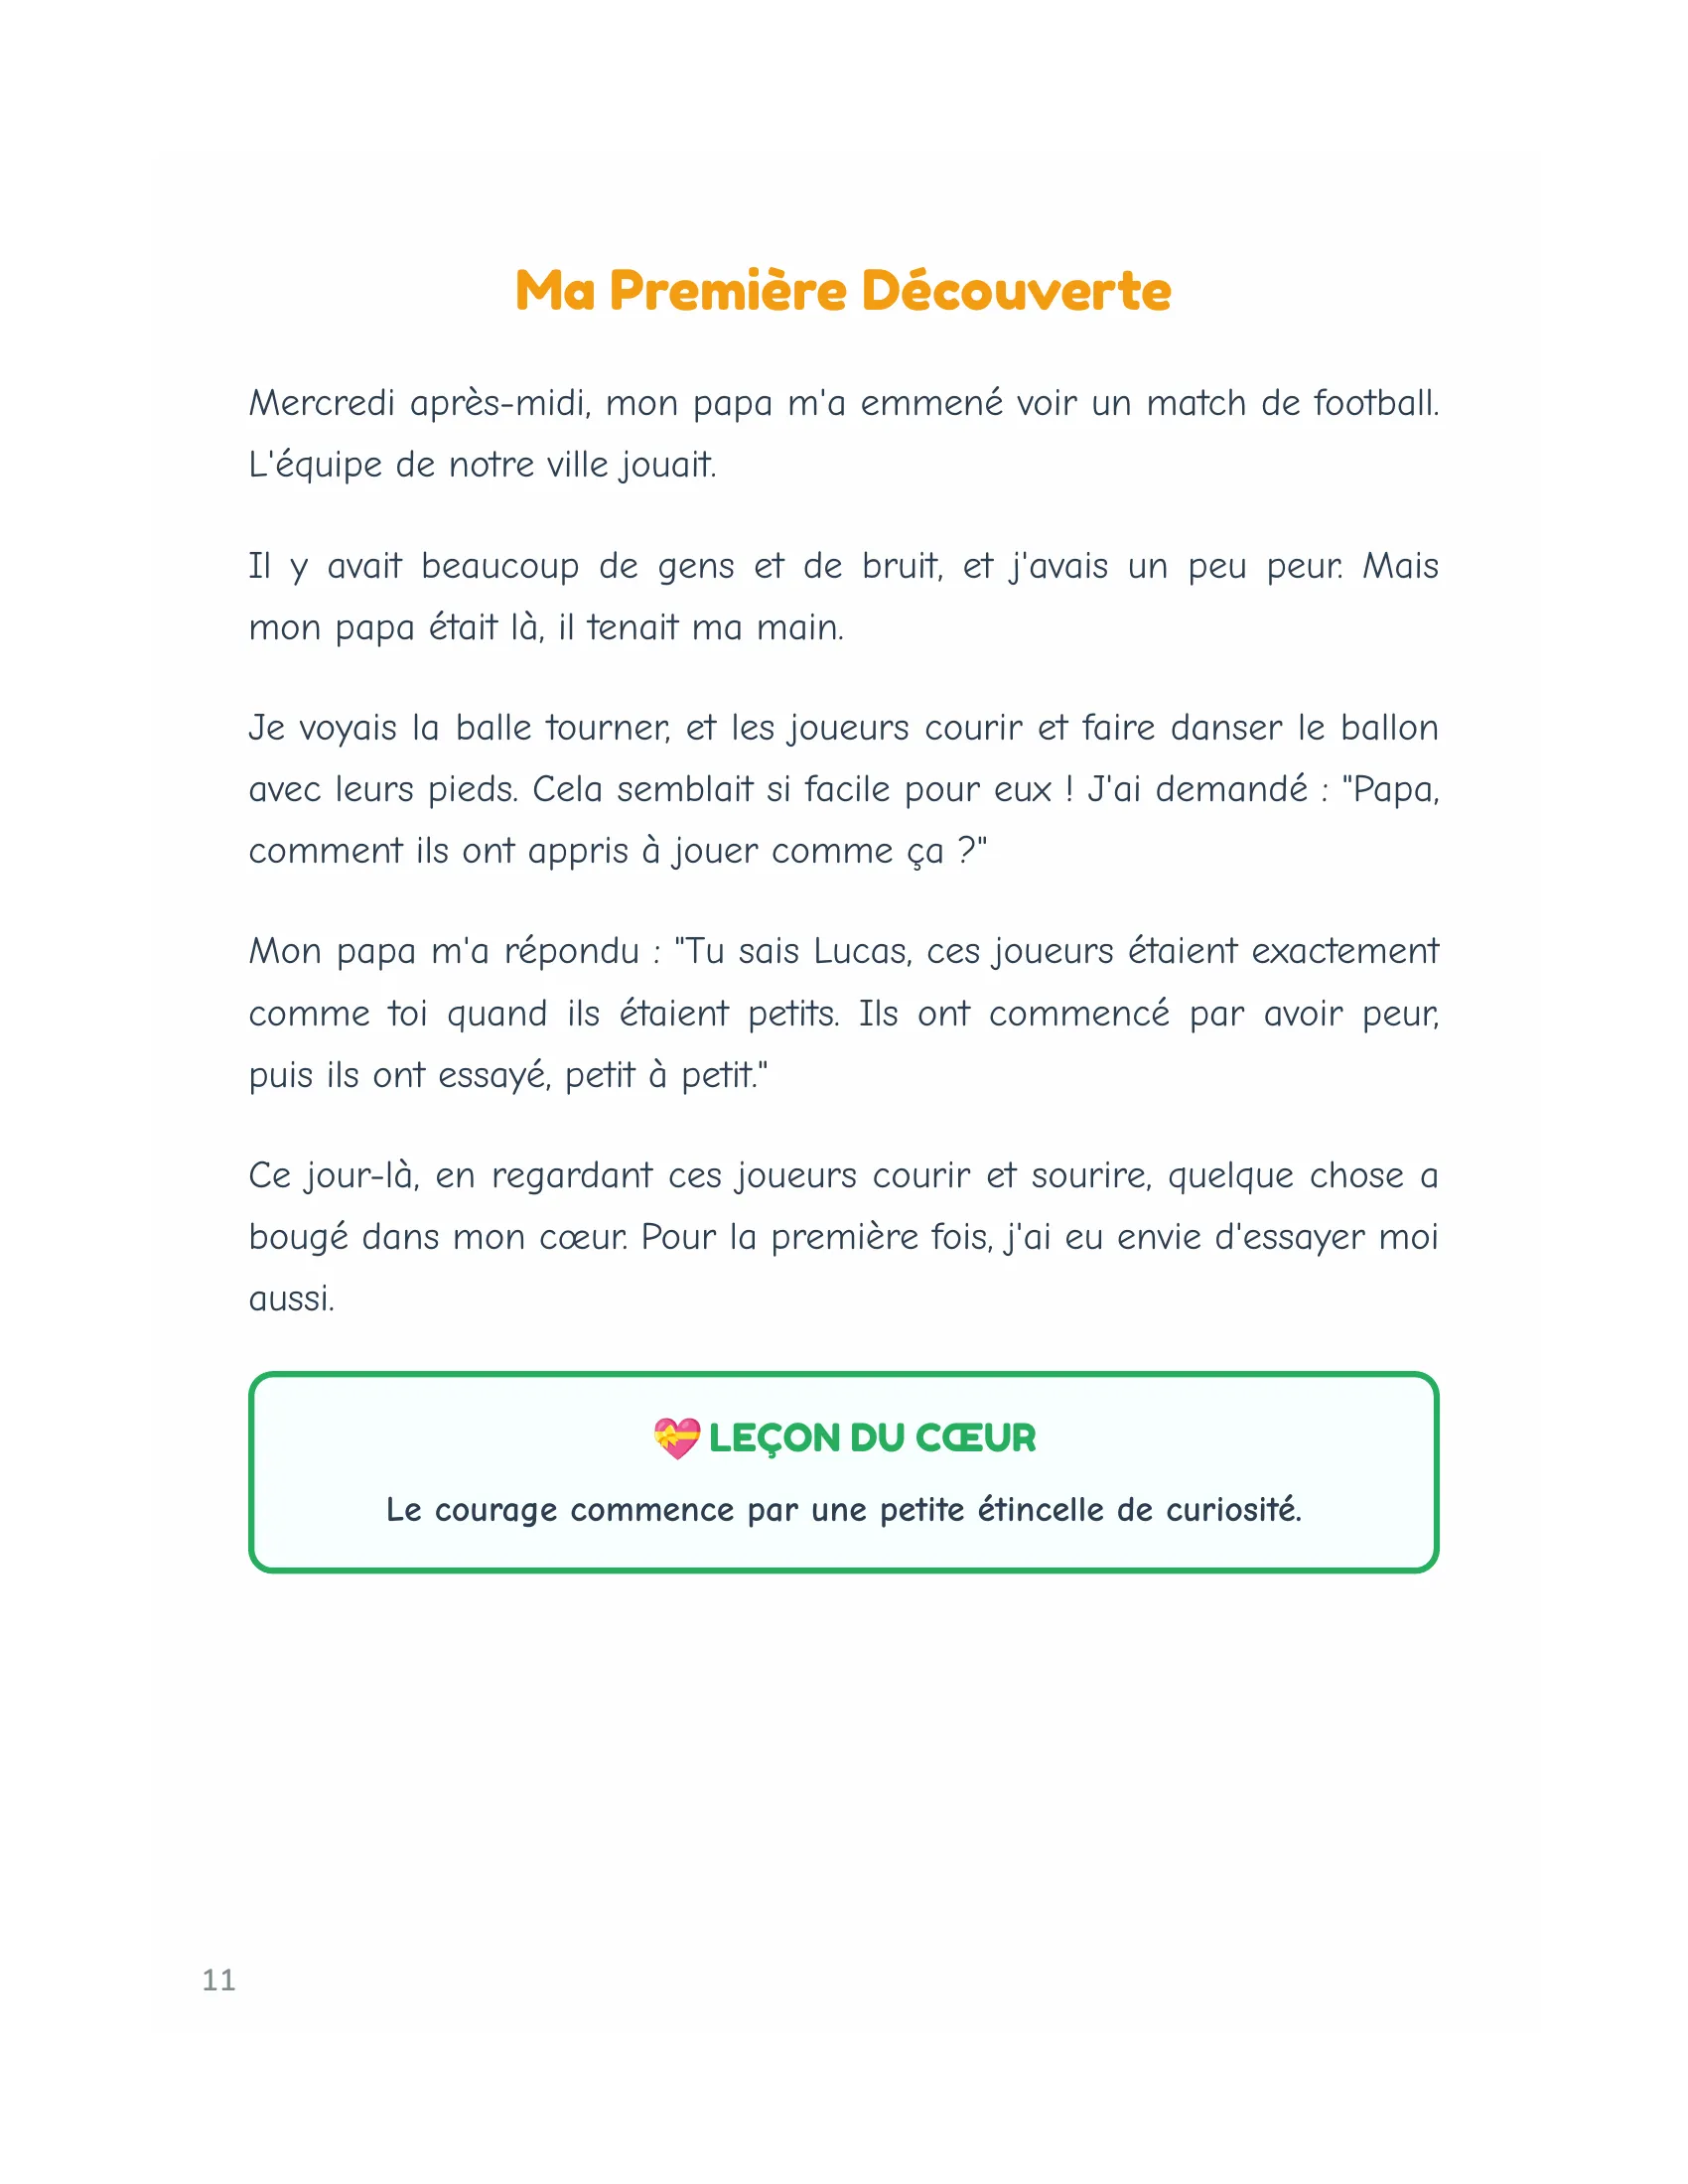 Ma Première Découverte
Mercredi après-midi, mon papa m'a emmené voir un match de football.
L'équipe de notre ville jouait.
Il y avait beaucoup de gens et de bruit, et j'avais un peu peur. Mais
mon papa était là, il tenait ma main.
Je voyais la balle tourner, et les joueurs courir et faire danser le ballon
avec leurs pieds. Cela semblait si facile pour eux ! J'ai demandé : "Papa,
comment ils ont appris à jouer comme ça ?"
Mon papa m'a répondu : "Tu sais Lucas, ces joueurs étaient exactement
comme toi quand ils étaient petits. Ils ont commencé par avoir peur,
puis ils ont essayé, petit à petit."
Ce jour-là, en regardant ces joueurs courir et sourire, quelque chose a
bougé dans mon cœur. Pour la première fois, j'ai eu envie d'essayer moi
aussi.
💝 LEÇON DU CŒUR
Le courage commence par une petite étincelle de curiosité.
11